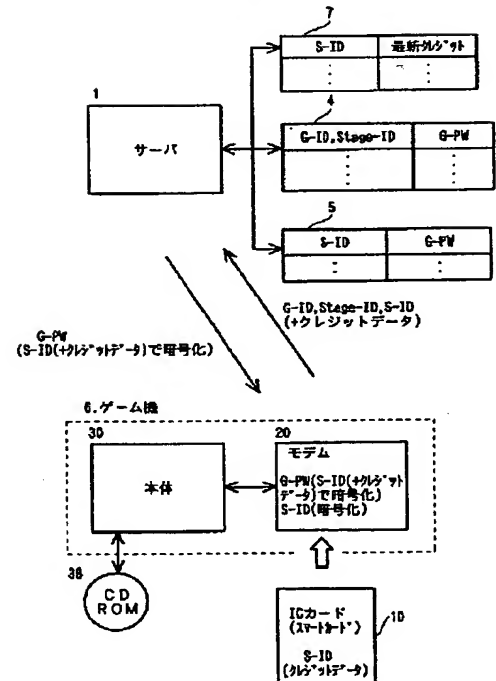 7
S-ID 最新クレジット
1
4
サーバ
G-ID,Stage-ID G-PW
5
S-ID G-PW
G-ID,Stage-ID,S-ID
(+クレジットデータ)
G-PW
(S-ID(+クレジットデータ)で暗号化)
6.ゲーム機
30 20
モデム
本体
G-PW(S-ID(+クレジット
データ)で暗号化)
S-ID(暗号化)
38
CD
ROM
ICカード
(スマートカード)
10
S-ID
(クレジットデータ)